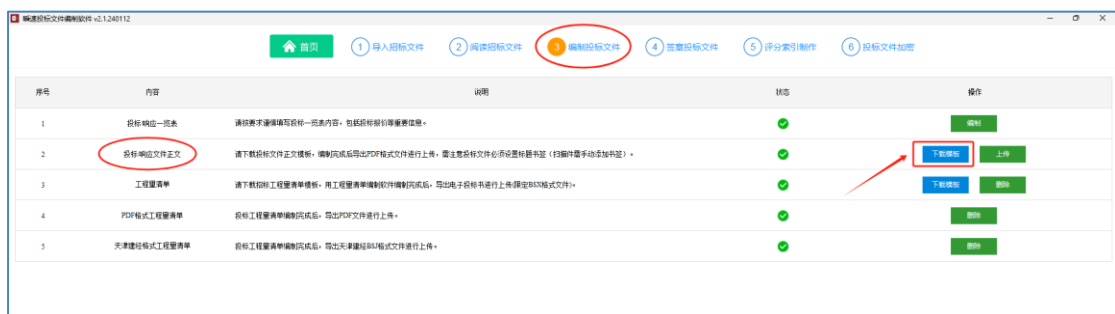 瞬速投标文件编制软件 v2.1.240112
首页 1 导入招标文件 2 阅读招标文件 3 编制投标文件 4 签章投标文件 5 评分索引制作 6 投标文件加密
序号 内容 说明 状态 操作
1 投标响应一览表 请按要求谨慎填写投标一览表内容，包括投标报价等重要信息。 编制
2 投标响应文件正文 请下载投标文件正文模板，编制完成后导出PDF格式文件进行上传，需注意投标文件必须设置标题书签（扫描件需手动添加书签）。 下载模板 上传
3 工程量清单 请下载招标工程量清单模板，用工程量清单编制软件编制完成后，导出电子投标书进行上传(限定BSX格式文件)。 下载模板 删除
4 PDF格式工程量清单 投标工程量清单编制完成后，导出PDF文件进行上传。 删除
5 天津建经格式工程量清单 投标工程量清单编制完成后，导出天津建经BSJ格式文件进行上传。 删除